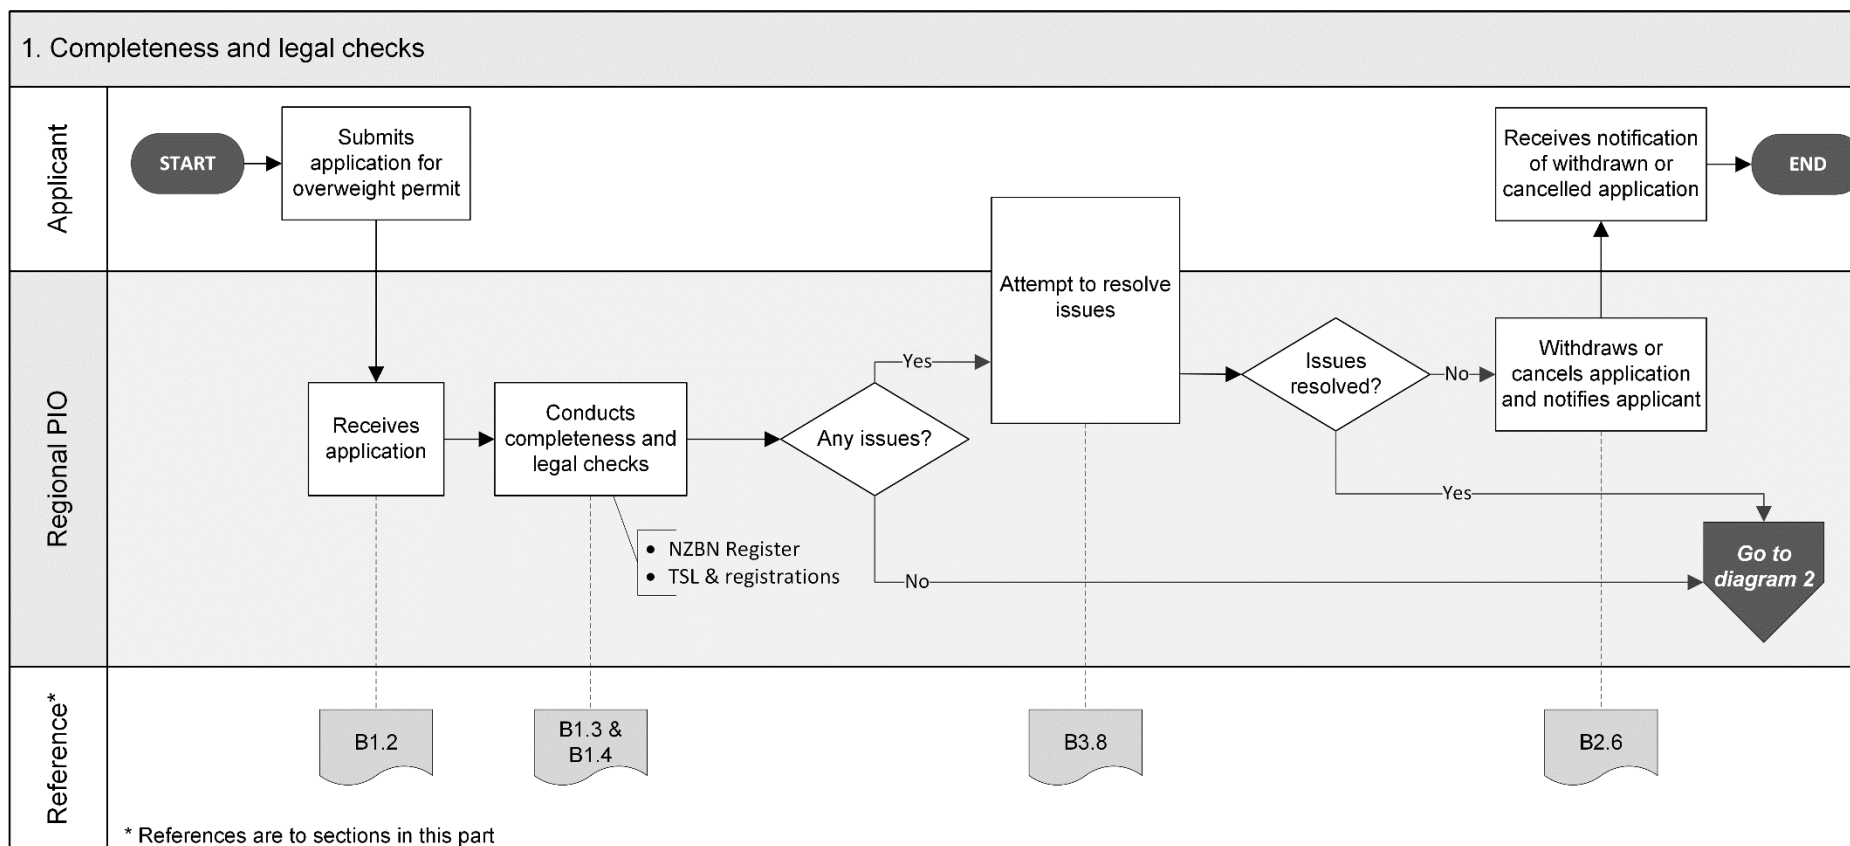 1. Completeness and legal checks
Applicant
START
Submits
application for
overweight permit
Receives notification
of withdrawn or
cancelled application
END
Regional PIO
Receives
application
Conducts
completeness and
legal checks
• NZBN Register
• TSL & registrations
Any issues?
Yes
No
Attempt to resolve
issues
Issues
resolved?
No
Yes
Withdraws or
cancels application
and notifies applicant
Go to
diagram 2
Reference*
B1.2
B1.3 &
B1.4
B3.8
B2.6
* References are to sections in this part